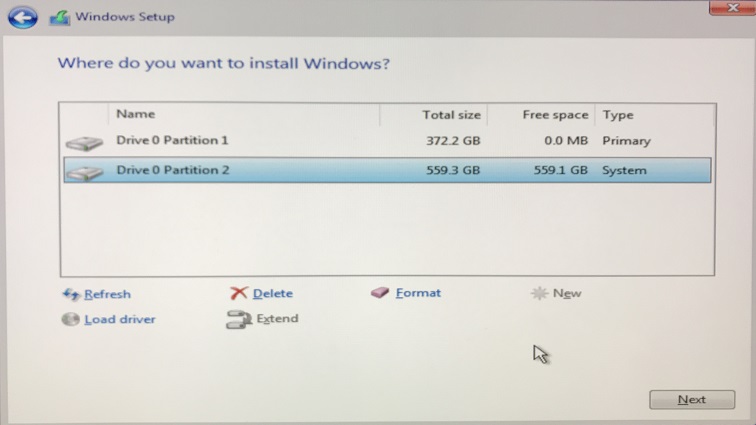 Windows Setup
Where do you want to install Windows?
Name Total size Free space Type
Drive 0 Partition 1 372.2 GB 0.0 MB Primary
Drive 0 Partition 2 559.3 GB 559.1 GB System
Refresh Delete Format New
Load driver Extend
Next